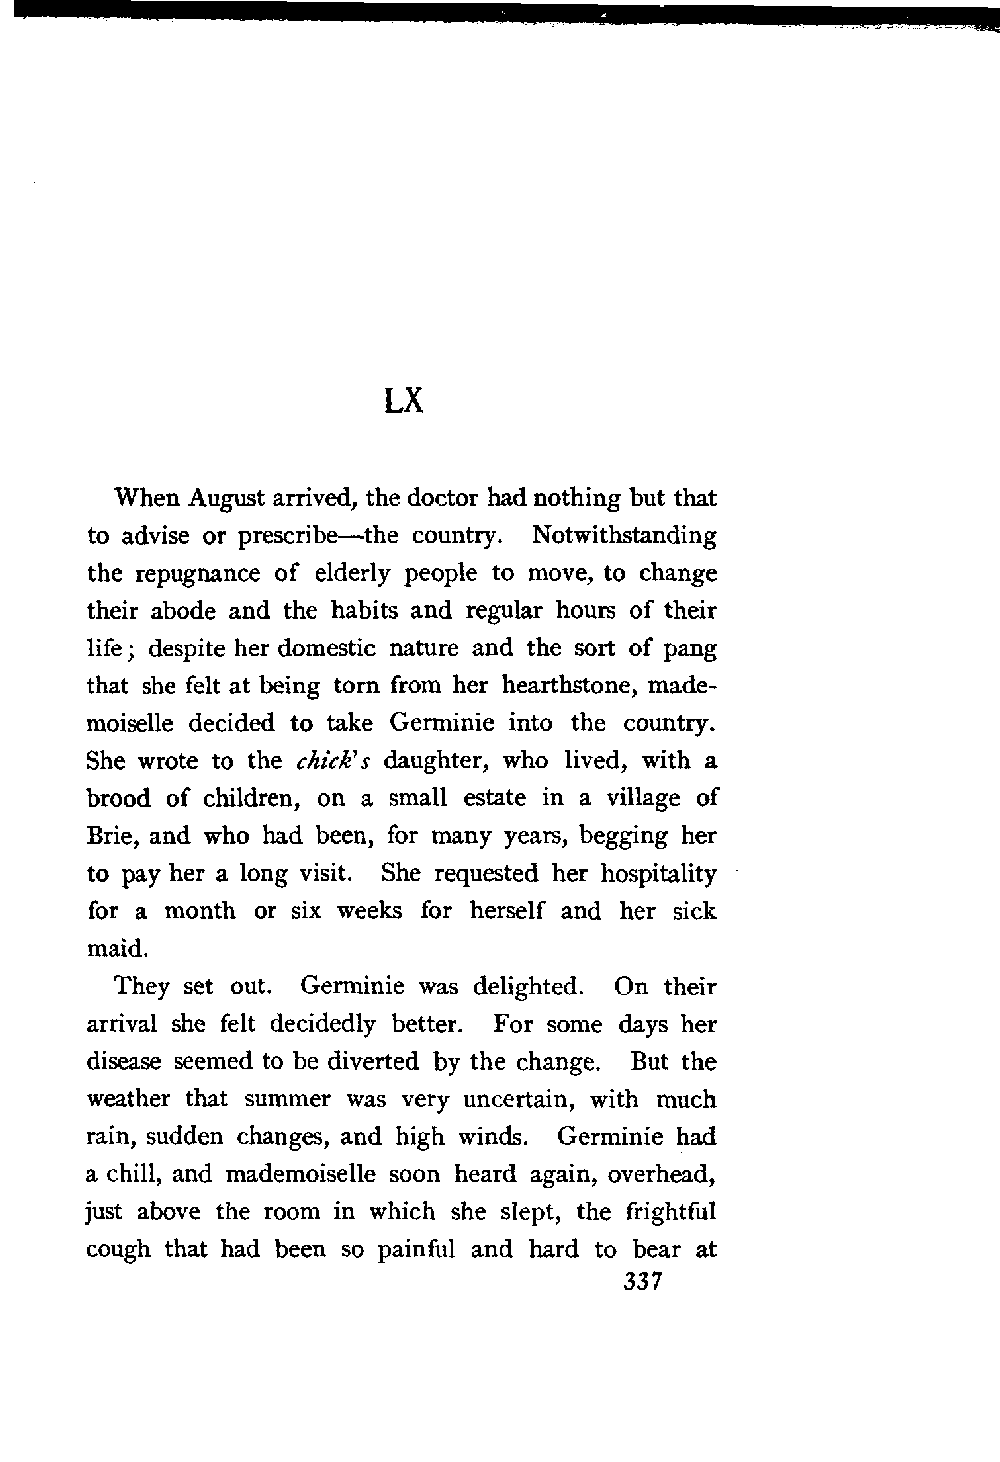 LX
When August arrived, the doctor had nothing but that
to advise or prescribe—the country. Notwithstanding
the repugnance of elderly people to move, to change
their abode and the habits and regular hours of their
life; despite her domestic nature and the sort of pang
that she felt at being torn from her hearthstone, made-
moiselle decided to take Germinie into the country.
She wrote to the chick's daughter, who lived, with a
brood of children, on a small estate in a village of
Brie, and who had been, for many years, begging her
to pay her a long visit. She requested her hospitality
for a month or six weeks for herself and her sick
maid.
They set out. Germinie was delighted. On their
arrival she felt decidedly better. For some days her
disease seemed to be diverted by the change. But the
weather that summer was very uncertain, with much
rain, sudden changes, and high winds. Germinie had
a chill, and mademoiselle soon heard again, overhead,
just above the room in which she slept, the frightful
cough that had been so painful and hard to bear at
337